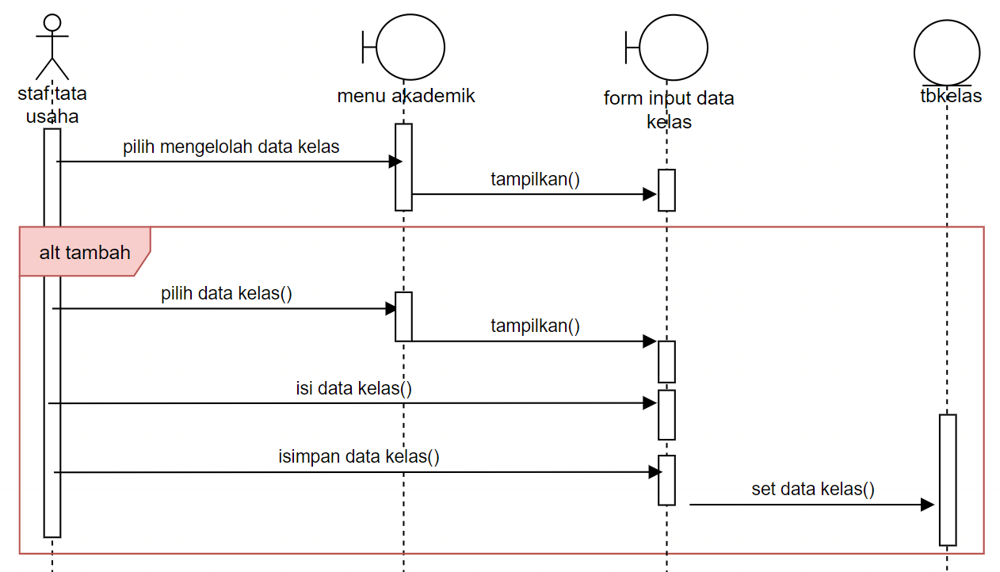 staf tata
usaha
menu akademik
form input data
kelas
tbkelas
pilih mengelolah data kelas
tampilkan()
alt tambah
pilih data kelas()
tampilkan()
isi data kelas()
isimpan data kelas()
set data kelas()